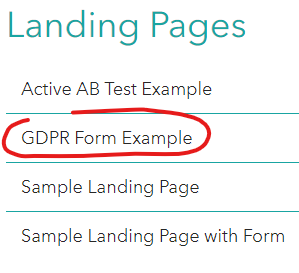 Landing Pages
Active AB Test Example
GDPR Form Example
Sample Landing Page
Sample Landing Page with Form